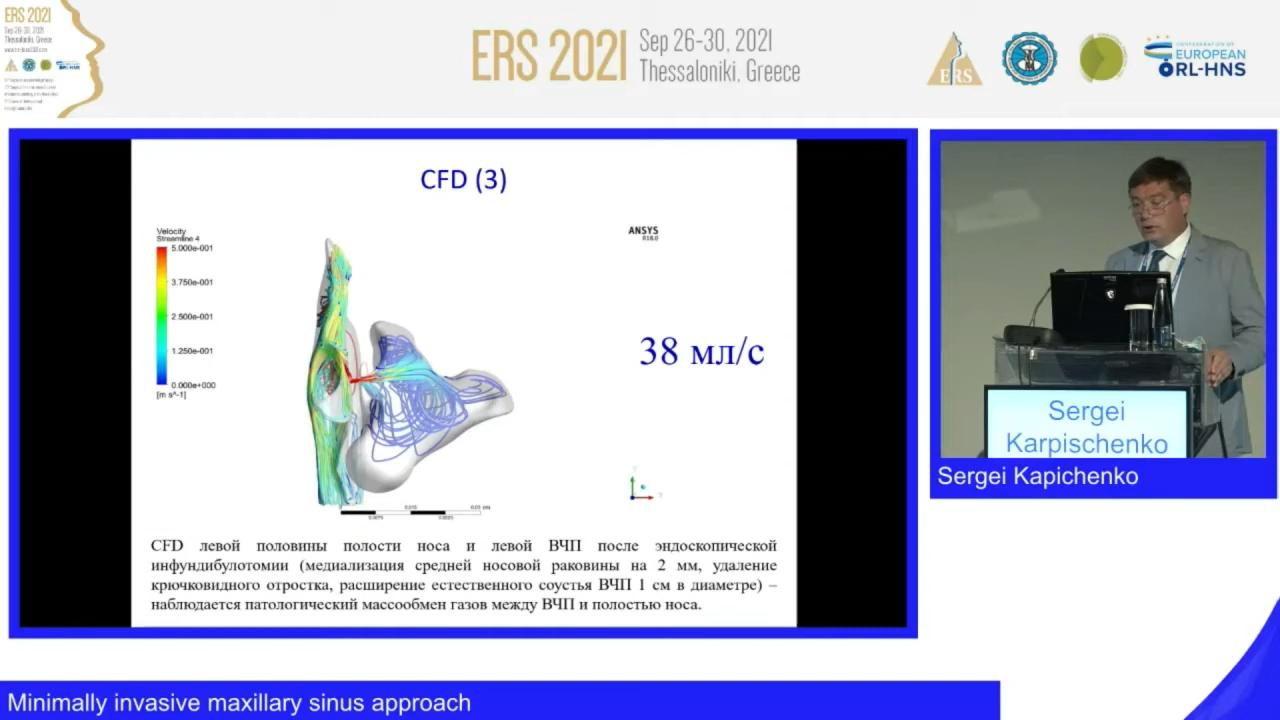 ERS 2021
Sep 26-30, 2021
Thessaloniki, Greece
ERS 2021
Sep 26-30, 2021
Thessaloniki, Greece
ERS
CONFEDERATION OF
EUROPEAN
ORL-HNS
CFD (3)
Velocity
Streamline 4
5.000e-001
3.750e-001
2.500e-001
1.250e-001
0.000e+000
[m s^-1]
ANSYS
R18.0
38 мл/с
CFD левой половины полости носа и левой ВЧП после эндоскопической
инфундибулотомии (медиализация средней носовой раковины на 2 мм, удаление
крючковидного отростка, расширение естественного соустья ВЧП 1 см в диаметре) –
наблюдается патологический массообмен газов между ВЧП и полостью носа.
Sergei
Karpischenko
Sergei Kapichenko
Minimally invasive maxillary sinus approach